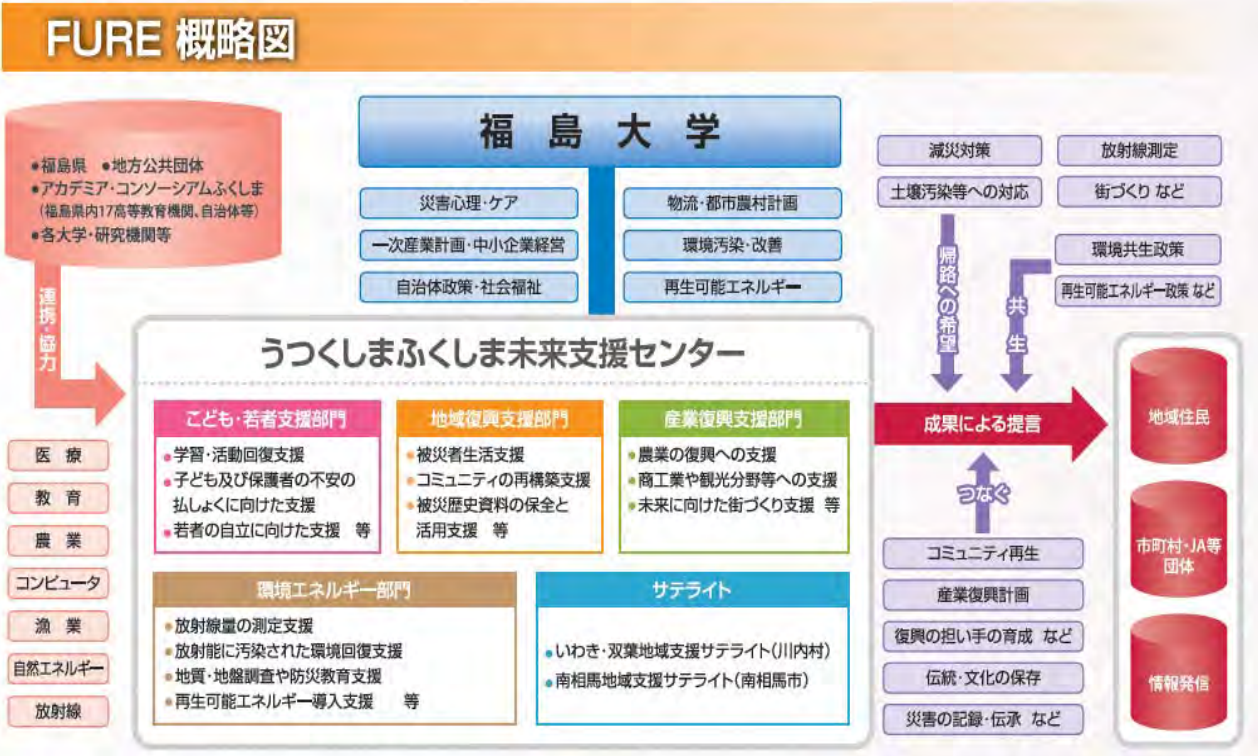 FURE 概略図
●福島県　●地方公共団体
●アカデミア・コンソーシアムふくしま
（福島県内17高等教育機関、自治体等）
●各大学・研究機関等
連携・協力
医　療
教　育
農　業
コンピュータ
漁　業
自然エネルギー
放射線
福　島　大　学
災害心理・ケア
一次産業計画・中小企業経営
自治体政策・社会福祉
物流・都市農村計画
環境汚染・改善
再生可能エネルギー
うつくしまふくしま未来支援センター
こども・若者支援部門
●学習・活動回復支援
●子ども及び保護者の不安の
払しょくに向けた支援
●若者の自立に向けた支援　等
地域復興支援部門
●被災者生活支援
●コミュニティの再構築支援
●被災歴史資料の保全と
活用支援　等
産業復興支援部門
●農業の復興への支援
●商工業や観光分野等への支援
●未来に向けた街づくり支援　等
環境エネルギー部門
●放射線量の測定支援
●放射能に汚染された環境回復支援
●地質・地盤調査や防災教育支援
●再生可能エネルギー導入支援　　等
サテライト
●いわき・双葉地域支援サテライト（川内村）
●南相馬地域支援サテライト（南相馬市）
減災対策
土壌汚染等への対応
放射線測定
街づくり など
帰路への希望
環境共生政策
再生可能エネルギー政策 など
共　生
成果による提言
つなぐ
コミュニティ再生
産業復興計画
復興の担い手の育成 など
伝統・文化の保存
災害の記録・伝承 など
地域住民
市町村・JA等
団体
情報発信